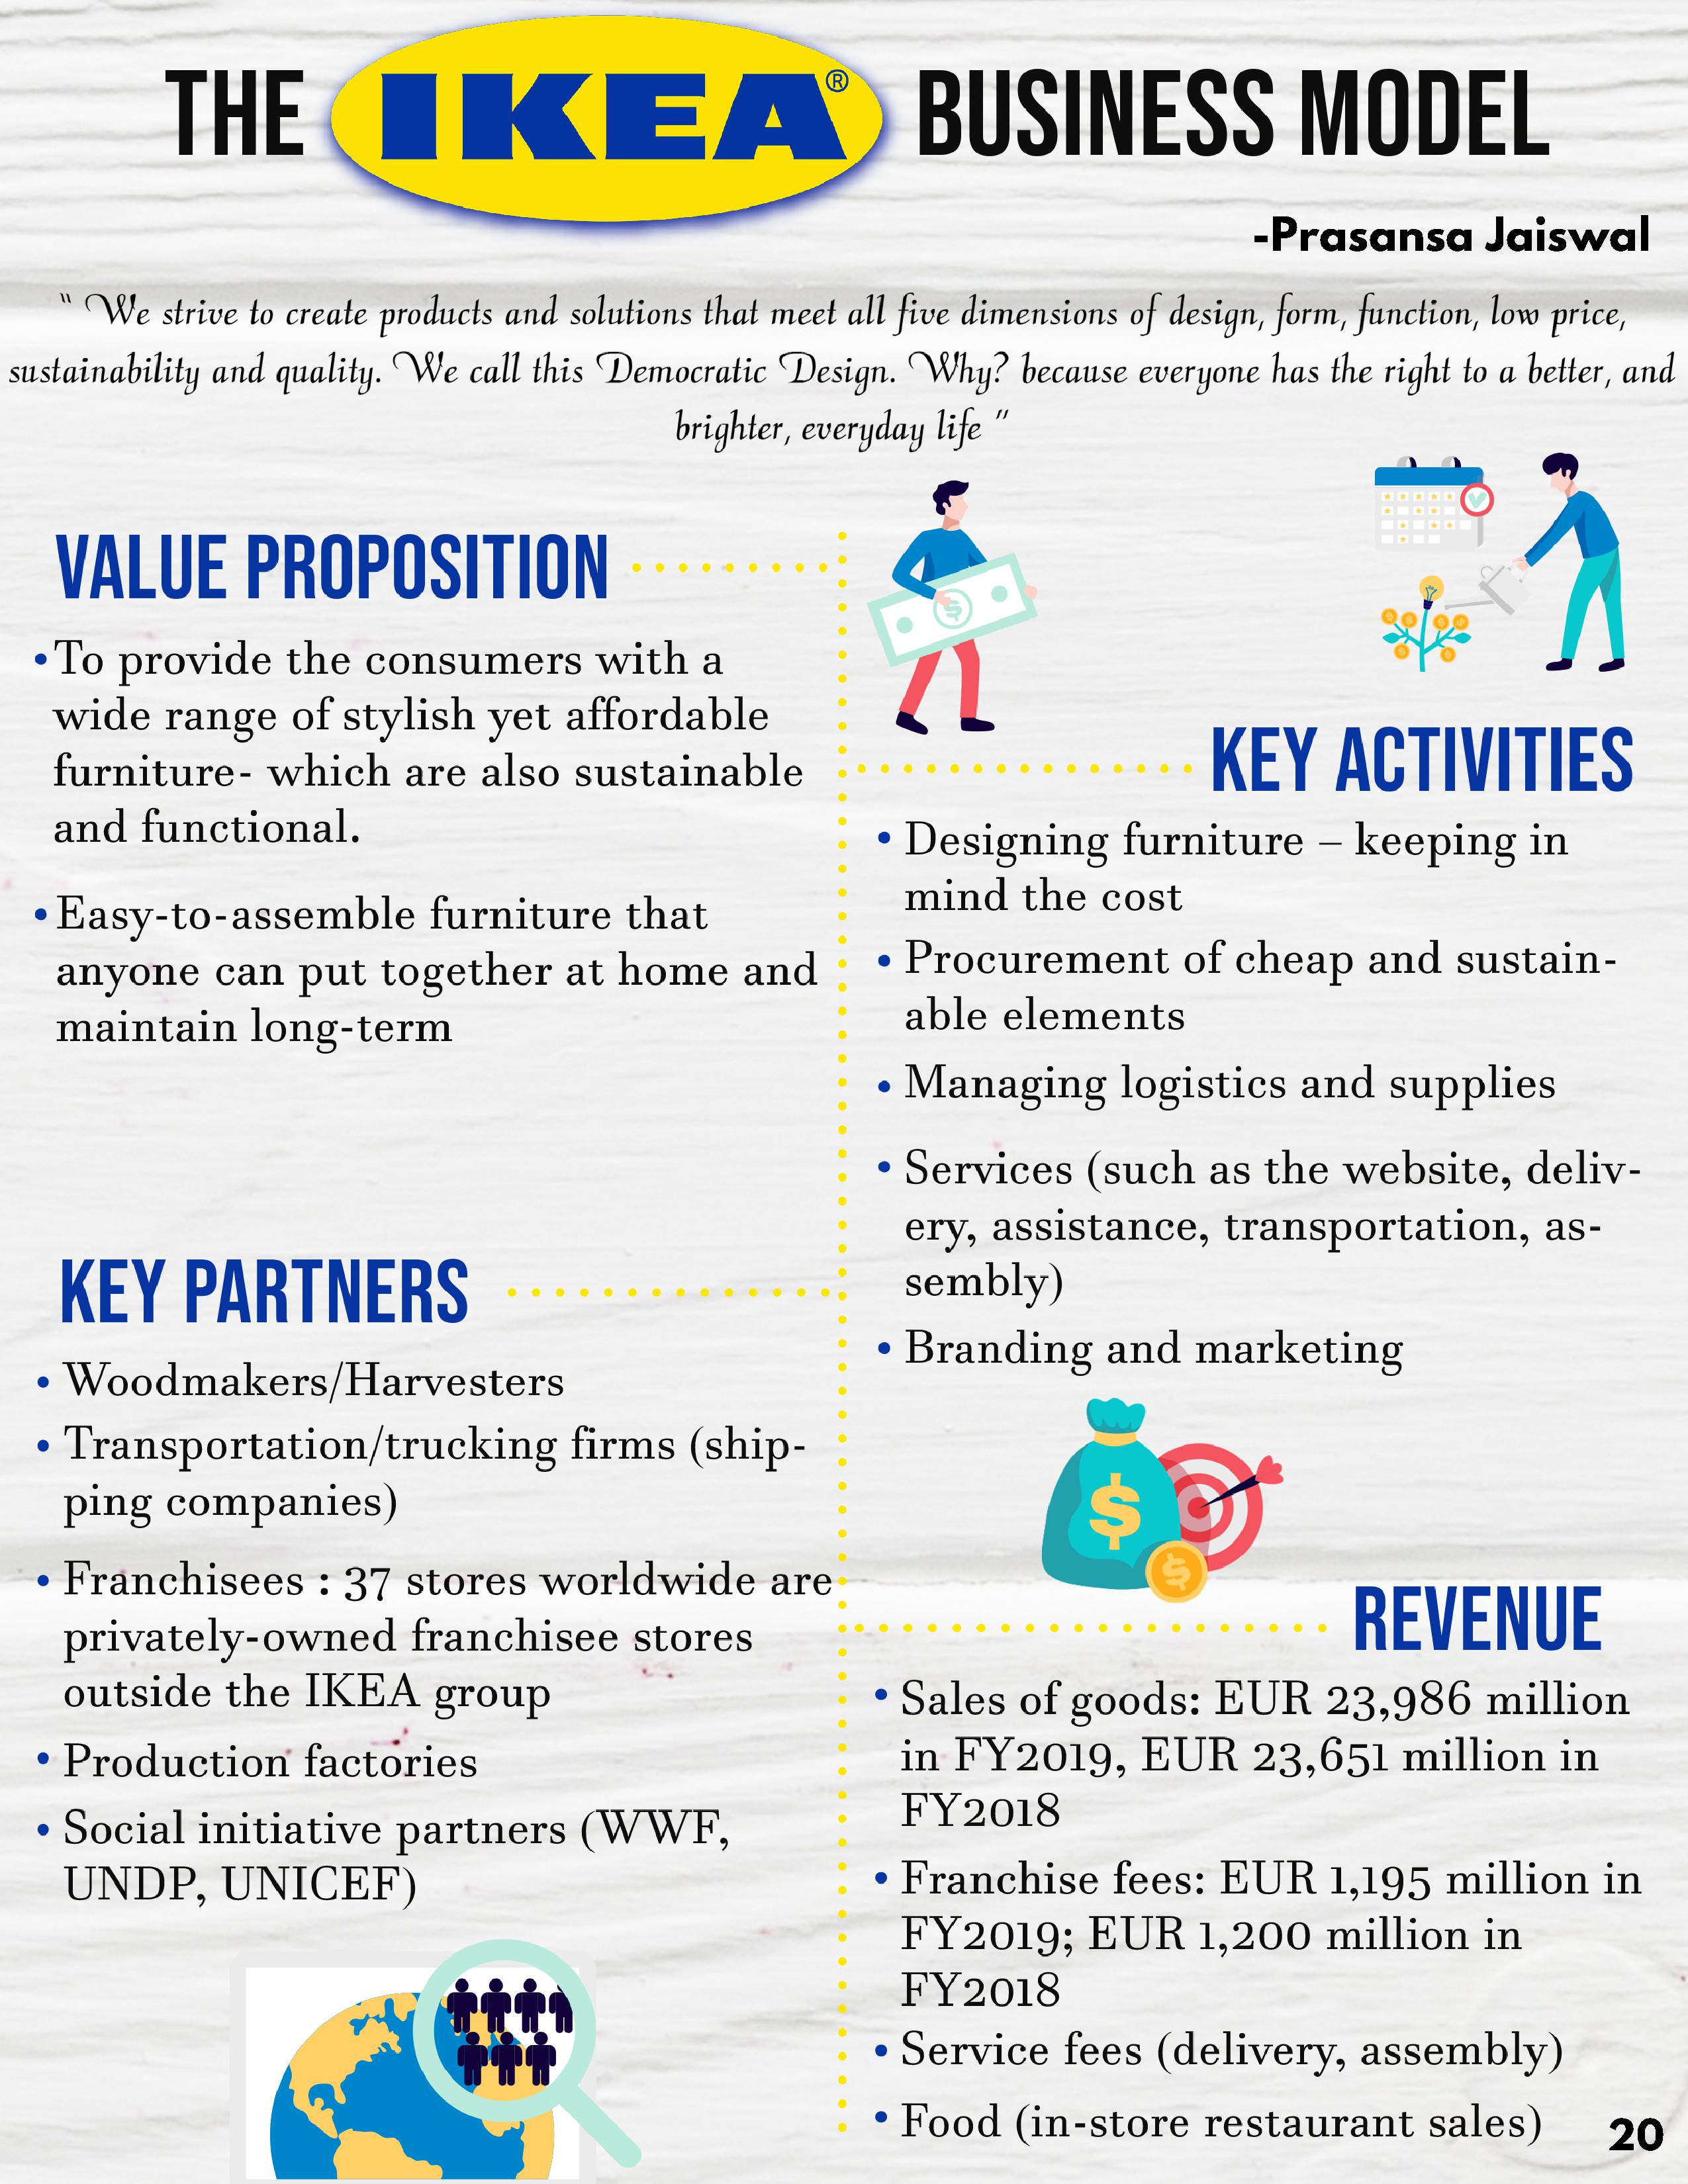 THE IKEA® BUSINESS MODEL
-Prasansa Jaiswal
“ We strive to create products and solutions that meet all five dimensions of design, form, function, low price,
sustainability and quality. We call this Democratic Design. Why? because everyone has the right to a better, and
brighter, everyday life ”
VALUE PROPOSITION
•To provide the consumers with a
wide range of stylish yet affordable
furniture- which are also sustainable
and functional.
•Easy-to-assemble furniture that
anyone can put together at home and
maintain long-term
KEY PARTNERS
• Woodmakers/Harvesters
• Transportation/trucking firms (ship-
ping companies)
• Franchisees : 37 stores worldwide are
privately-owned franchisee stores
outside the IKEA group
• Production factories
• Social initiative partners (WWF,
UNDP, UNICEF)
KEY ACTIVITIES
• Designing furniture – keeping in
mind the cost
• Procurement of cheap and sustain-
able elements
• Managing logistics and supplies
• Services (such as the website, deliv-
ery, assistance, transportation, as-
sembly)
• Branding and marketing
$
$
REVENUE
• Sales of goods: EUR 23,986 million
in FY2019, EUR 23,651 million in
FY2018
• Franchise fees: EUR 1,195 million in
FY2019; EUR 1,200 million in
FY2018
• Service fees (delivery, assembly)
• Food (in-store restaurant sales)
20